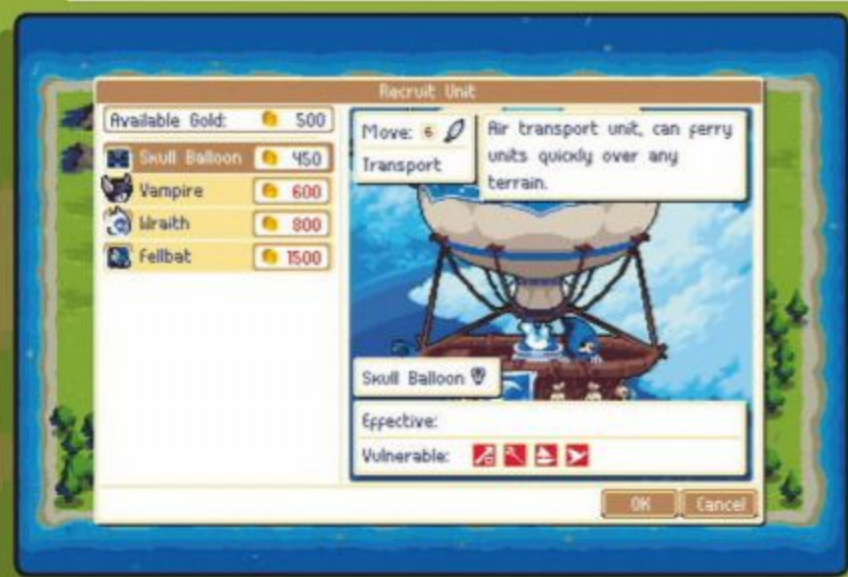 Recruit Unit
Available Gold: 500
Skull Balloon 450
Vampire 600
Wraith 800
Fellbat 1500
Move: 6
Transport
Air transport unit, can ferry
units quickly over any
terrain.
Skull Balloon
Effective:
Vulnerable:
OK Cancel